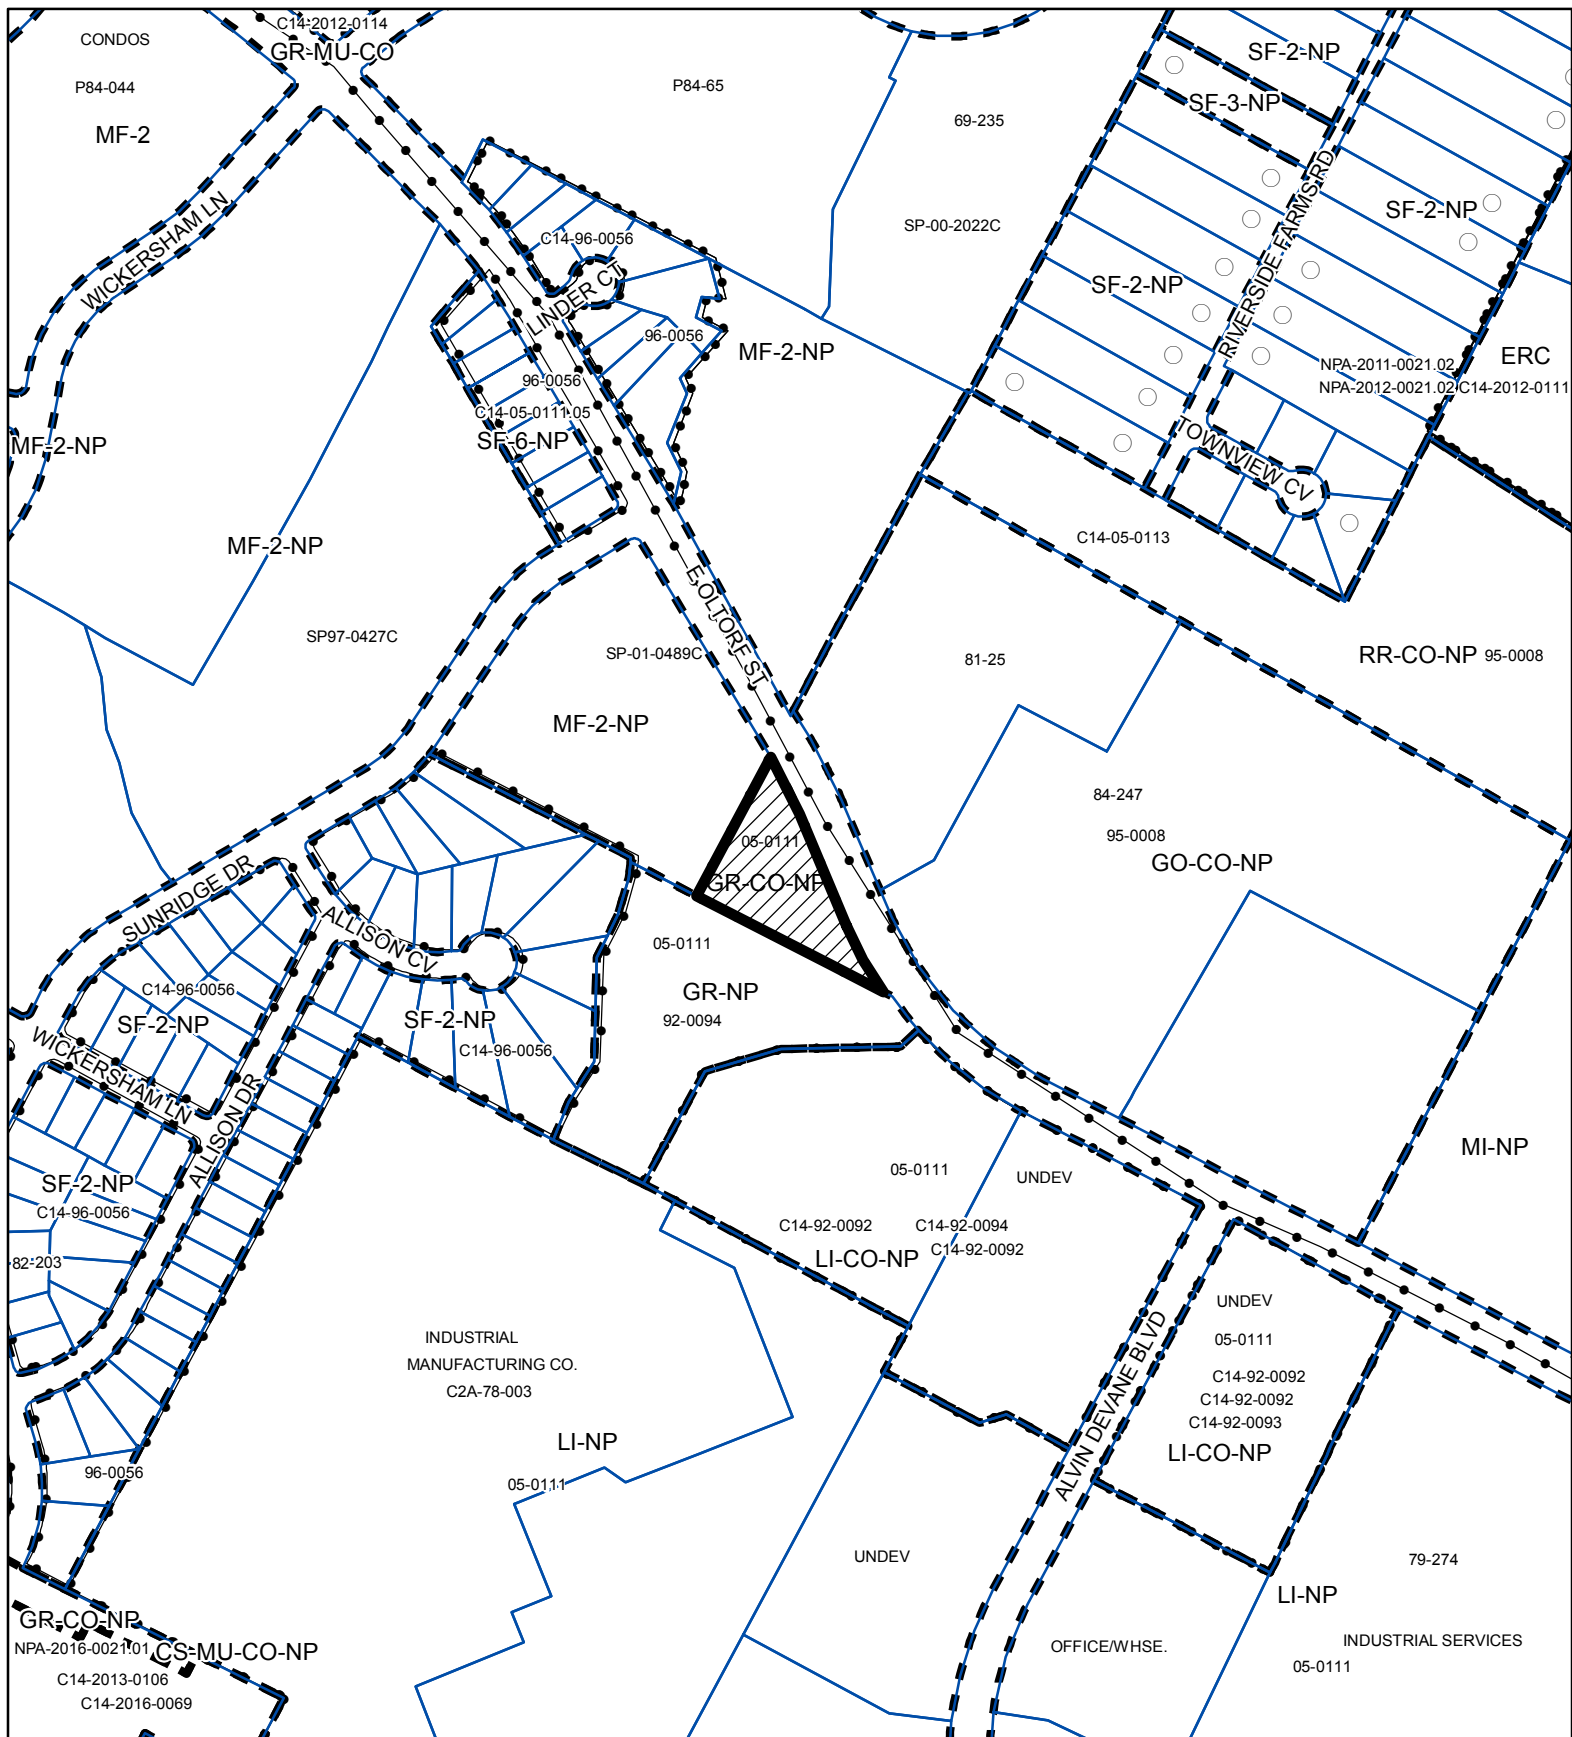 C14-2012-0114
CONDOS
GR-MU-CO
SF-2-NP
P84-044
P84-65
SF-3-NP
69-235
MF-2
RIVERSIDE FARMS RD
WICKERSHAM LN
SF-2-NP
SP-00-2022C
C14-96-0056
LINDER CT
SF-2-NP
96-0056
MF-2-NP
ERC
NPA-2011-0021.02
96-0056
NPA-2012-0021.02
C14-2012-0111
C14-05-0111.05
SF-6-NP
MF-2-NP
TOWNVIEW CV
C14-05-0113
MF-2-NP
E OLTORF ST
SP97-0427C
SP-01-0489C
81-25
RR-CO-NP
95-0008
MF-2-NP
84-247
95-0008
05-0111
GO-CO-NP
GR-CO-NP
SUNRIDGE DR
ALLISON CV
05-0111
C14-96-0056
GR-NP
SF-2-NP
SF-2-NP
92-0094
C14-96-0056
WICKERSHAM LN
ALLISON DR
MI-NP
05-0111
UNDEV
SF-2-NP
C14-96-0056
C14-92-0092
C14-92-0094
C14-92-0092
LI-CO-NP
82-203
UNDEV
INDUSTRIAL
MANUFACTURING CO.
C2A-78-003
05-0111
ALVIN DEVANE BLVD
C14-92-0092
C14-92-0092
C14-92-0093
LI-NP
LI-CO-NP
96-0056
05-0111
UNDEV
79-274
LI-NP
GR-CO-NP
NPA-2016-0021.01
CS-MU-CO-NP
OFFICE/WHSE.
INDUSTRIAL SERVICES
05-0111
C14-2013-0106
C14-2016-0069